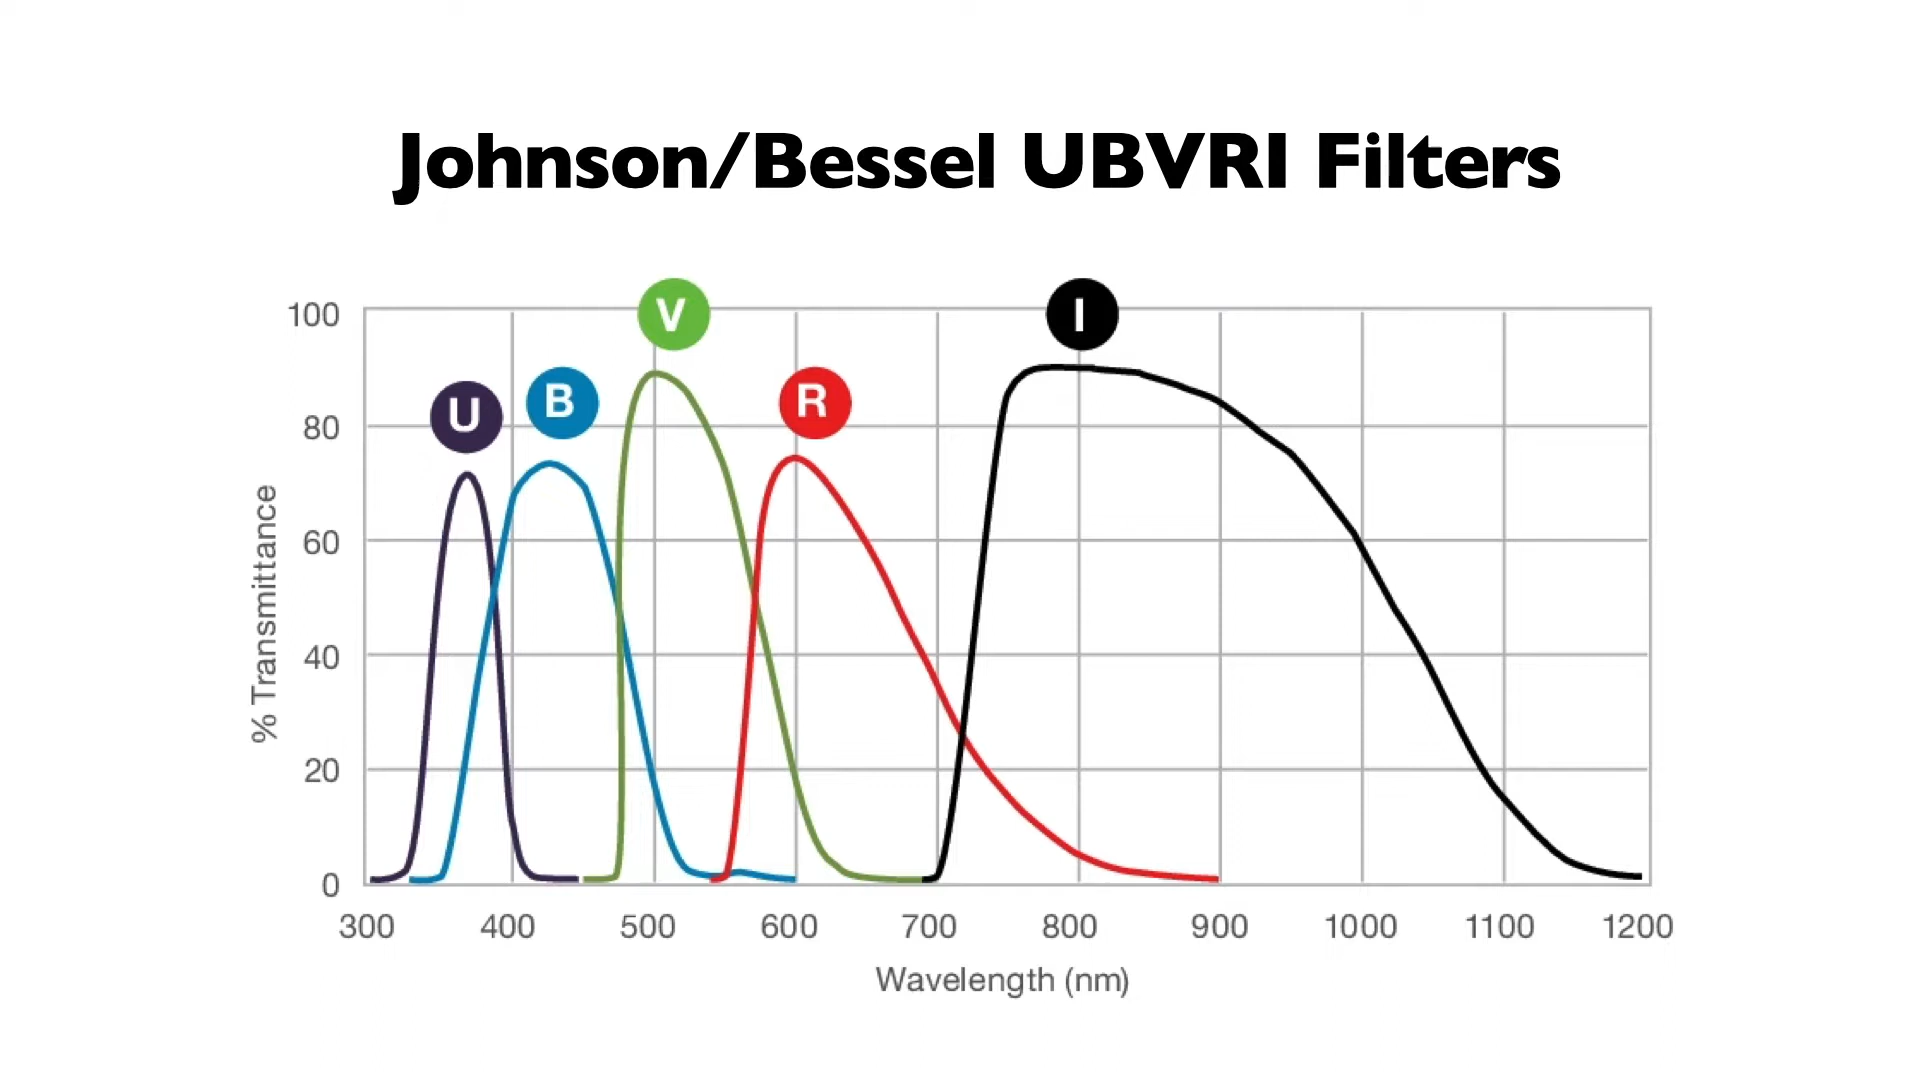 Johnson/Bessel UBVRI Filters
V
I
100
U
B
R
80
60
40
20
0
% Transmittance
300 400 500 600 700 800 900 1000 1100 1200
Wavelength (nm)